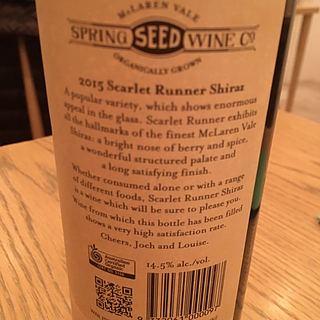 McLAREN VALE
SPRING SEED WINE Co
ORGANICALLY GROWN
2015 Scarlet Runner Shiraz
A popular variety, which shows enormous
appeal in the glass. Scarlet Runner exhibits
all the hallmarks of the finest McLaren Vale
Shiraz: a bright nose of berry and spice,
a wonderful structured palate and
a long satisfying finish.
Whether consumed alone or with a range
of different foods, Scarlet Runner Shiraz
is a wine which will be sure to please you.
Wine from which this bottle has been filled
shows a very high satisfaction rate.
Cheers, Joch and Louise.
14.5% alc./vol.